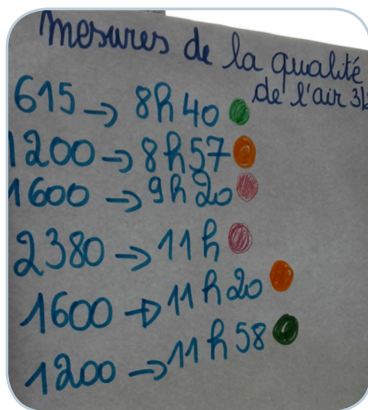 mesures de la qualité
de l'air
615 → 8h40
1200 → 8h57
1600 → 9h20
2380 → 11h
1600 → 11h20
1200 → 11h58